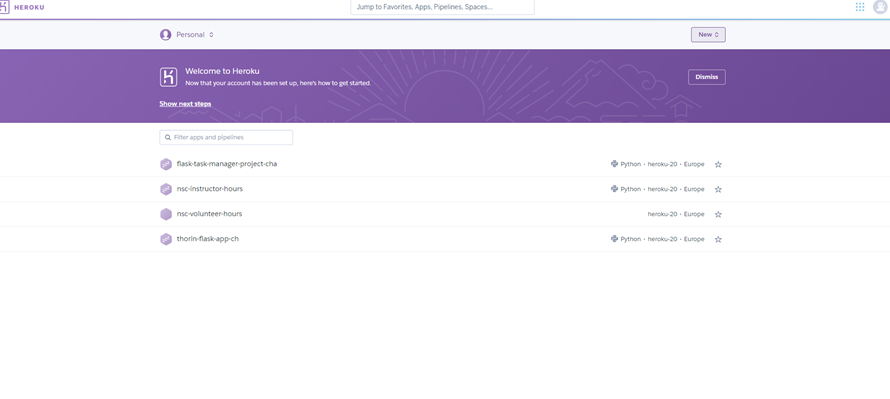 HEROKU
Jump to Favorites, Apps, Pipelines, Spaces...
Personal
New
Welcome to Heroku
Now that your account has been set up, here's how to get started.
Dismiss
Show next steps
Filter apps and pipelines
flask-task-manager-project-cha Python · heroku-20 · Europe
nsc-instructor-hours Python · heroku-20 · Europe
nsc-volunteer-hours heroku-20 · Europe
thorin-flask-app-ch Python · heroku-20 · Europe